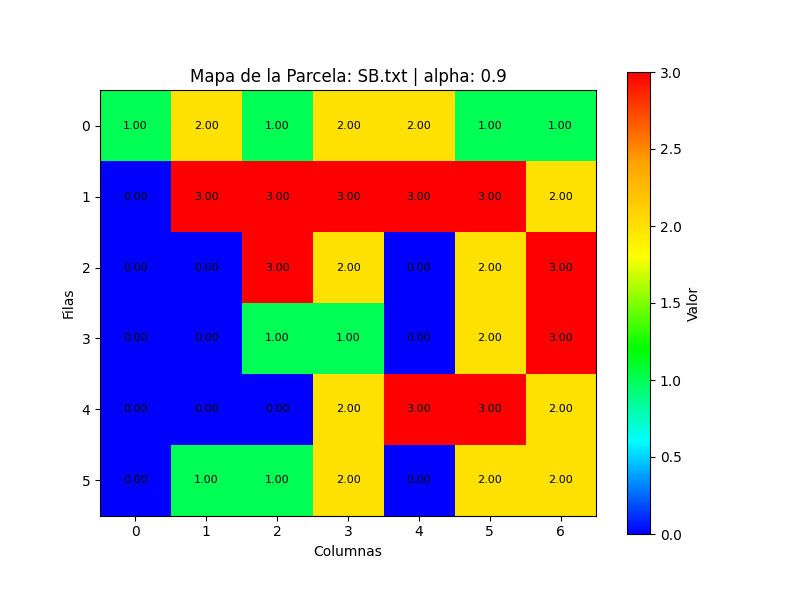 Mapa de la Parcela: SB.txt | alpha: 0.9
0 1.00 2.00 1.00 2.00 2.00 1.00 1.00
1 0.00 3.00 3.00 3.00 3.00 3.00 2.00
2 0.00 0.00 3.00 2.00 0.00 2.00 3.00
3 0.00 0.00 1.00 1.00 0.00 2.00 3.00
4 0.00 0.00 0.00 2.00 3.00 3.00 2.00
5 0.00 1.00 1.00 2.00 0.00 2.00 2.00
Filas
0 1 2 3 4 5 6
Columnas
3.0
2.5
2.0
1.5
1.0
0.5
0.0
Valor